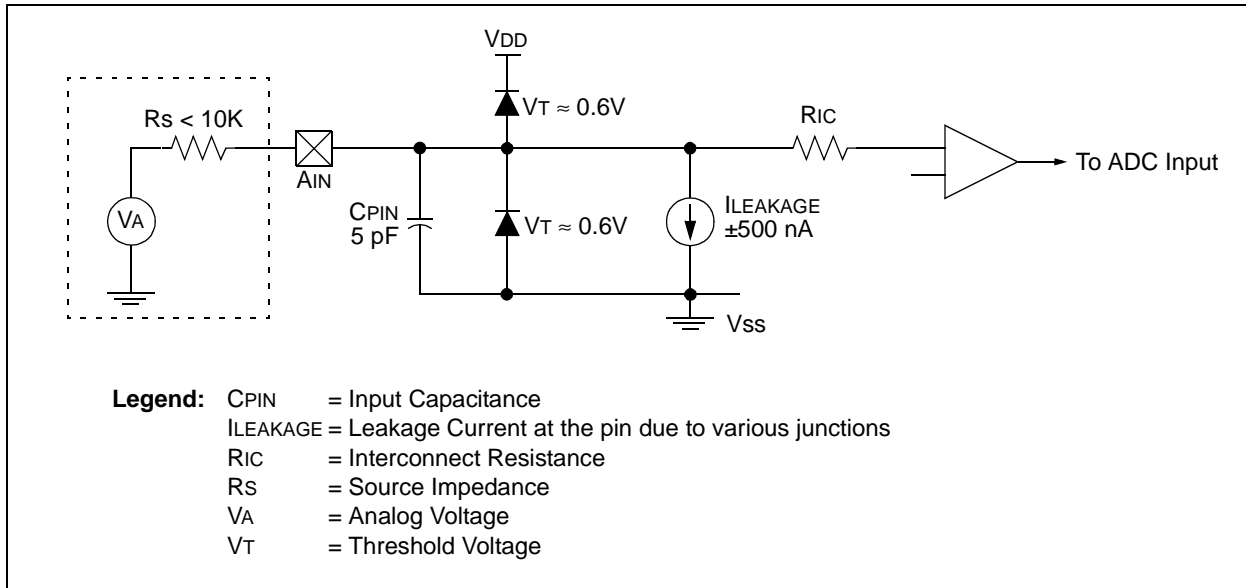 VDD
VT ≈ 0.6V
Rs < 10K
RIC
AIN
To ADC Input
VA
CPIN
5 pF
VT ≈ 0.6V
ILEAKAGE
±500 nA
Vss
Legend: CPIN = Input Capacitance
ILEAKAGE = Leakage Current at the pin due to various junctions
RIC = Interconnect Resistance
RS = Source Impedance
VA = Analog Voltage
VT = Threshold Voltage